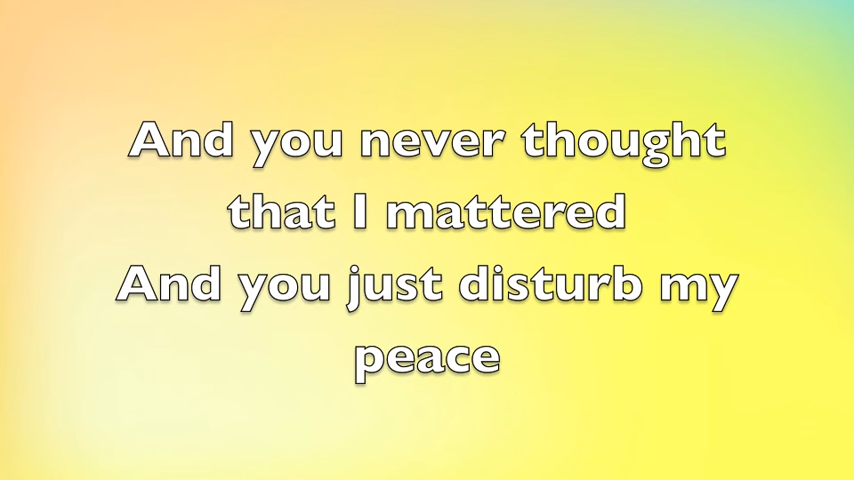 And you never thought
that I mattered
And you just disturb my
peace